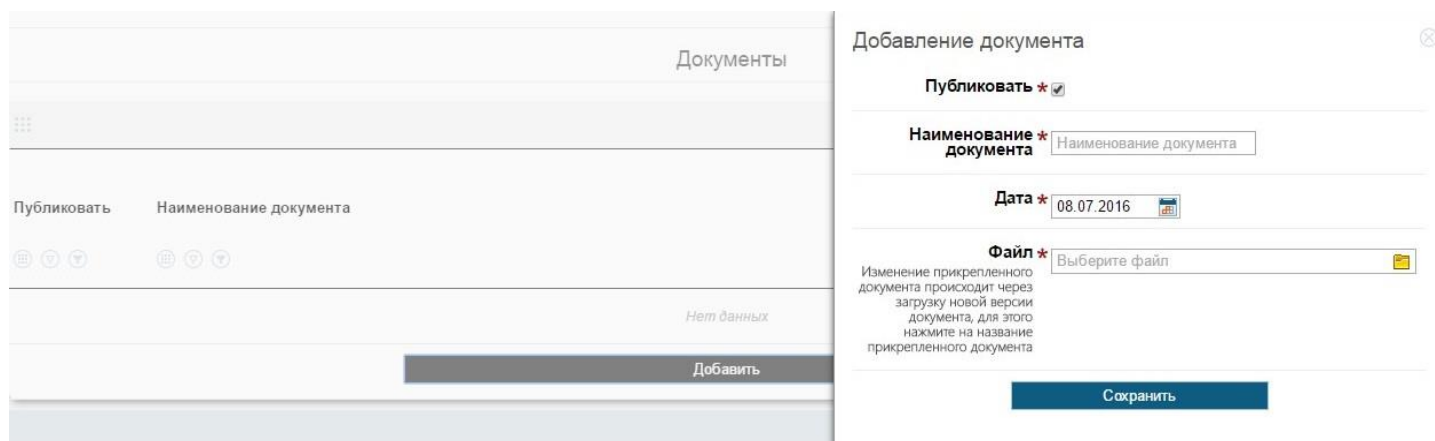 Документы
Публиковать Наименование документа
Нет данных
Добавить
Добавление документа
Публиковать *
Наименование * Наименование документа
документа
Дата * 08.07.2016
Файл * Выберите файл
Изменение прикрепленного
документа происходит через
загрузку новой версии
документа, для этого
нажмите на название
прикрепленного документа
Сохранить